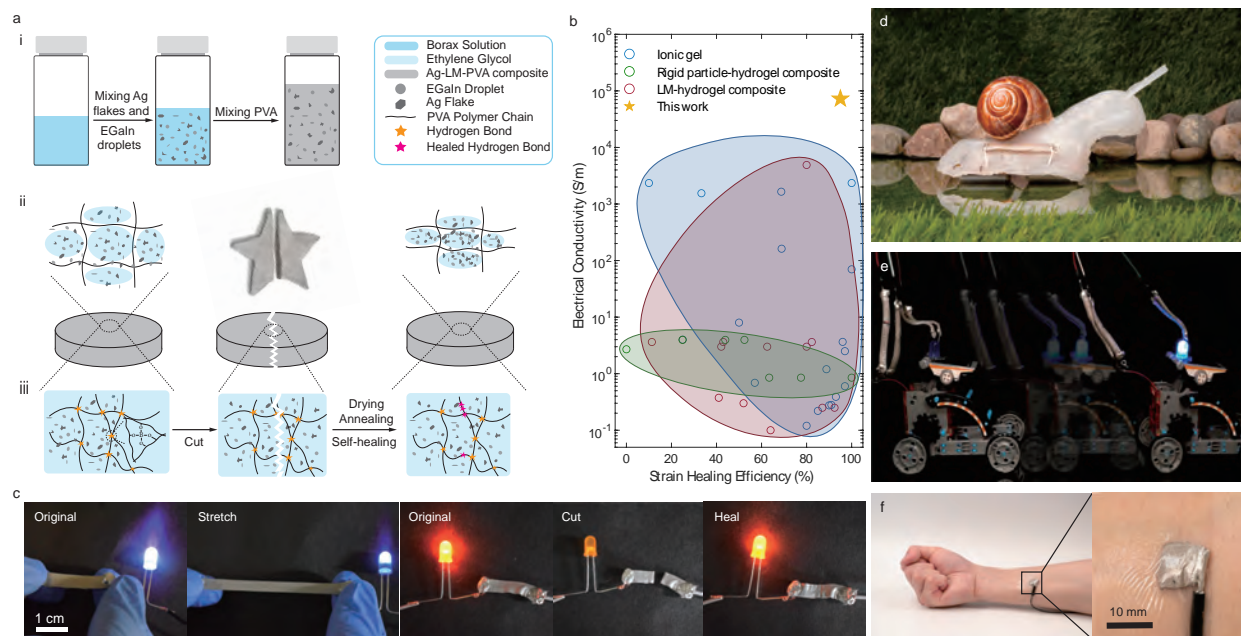 a
i
Mixing Ag
flakes and
EGaIn
droplets
Mixing PVA
Borax Solution
Ethylene Glycol
Ag-LM-PVA composite
EGaIn Droplet
Ag Flake
PVA Polymer Chain
Hydrogen Bond
Healed Hydrogen Bond
ii
iii
Cut
Drying
Annealing
Self-healing
b
Ionic gel
Rigid particle-hydrogel composite
LM-hydrogel composite
This work
Electrical Conductivity (S/m)
10^6
10^5
10^4
10^3
10^2
10^1
10^0
10^-1
0 20 40 60 80 100
Strain Healing Efficiency (%)
c
Original
Stretch
Original
Cut
Heal
1 cm
d
e
f
10 mm